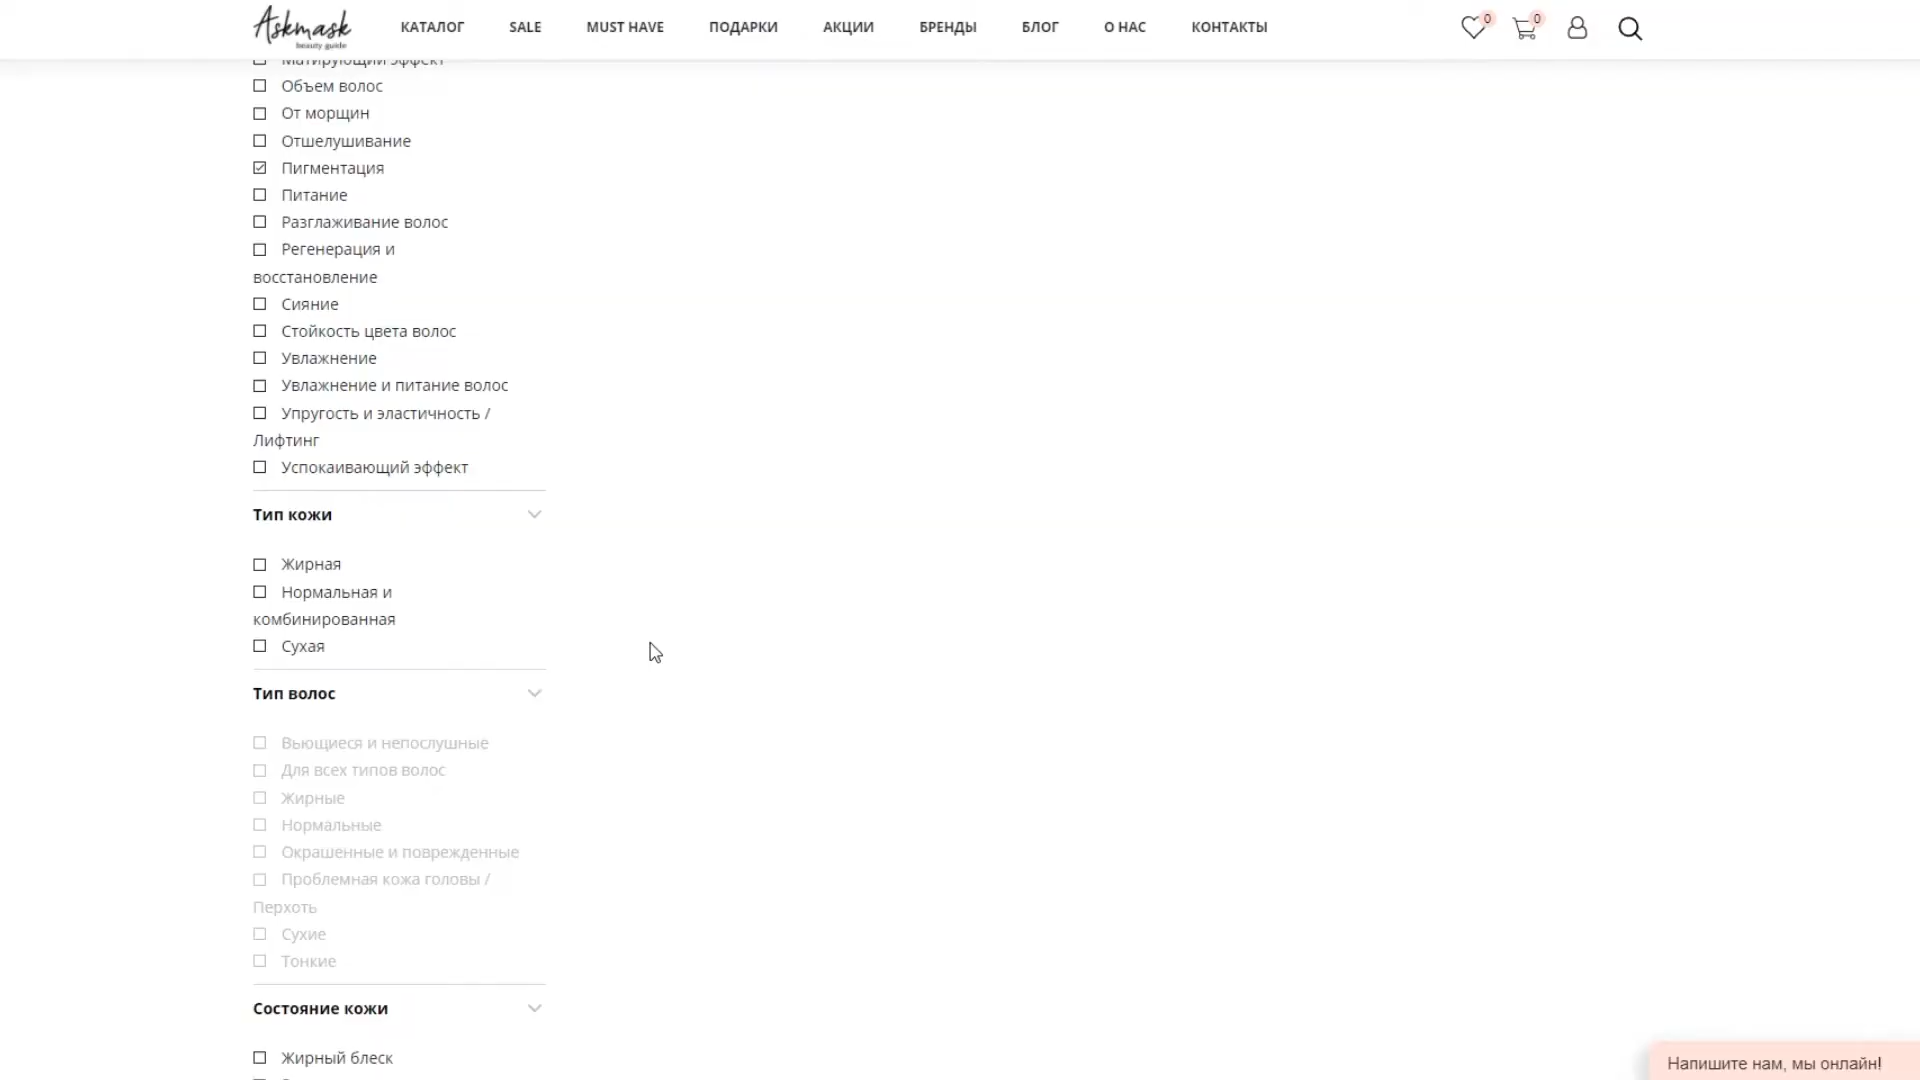 Askmask
beauty guide
КАТАЛОГ
SALE
MUST HAVE
ПОДАРКИ
АКЦИИ
БРЕНДЫ
БЛОГ
О НАС
КОНТАКТЫ
0
0
Матирующий эффект
Объем волос
От морщин
Отшелушивание
Пигментация
Питание
Разглаживание волос
Регенерация и
восстановление
Сияние
Стойкость цвета волос
Увлажнение
Увлажнение и питание волос
Упругость и эластичность /
Лифтинг
Успокаивающий эффект
Тип кожи
Жирная
Нормальная и
комбинированная
Сухая
Тип волос
Вьющиеся и непослушные
Для всех типов волос
Жирные
Нормальные
Окрашенные и поврежденные
Проблемная кожа головы /
Перхоть
Сухие
Тонкие
Состояние кожи
Жирный блеск
Напишите нам, мы онлайн!